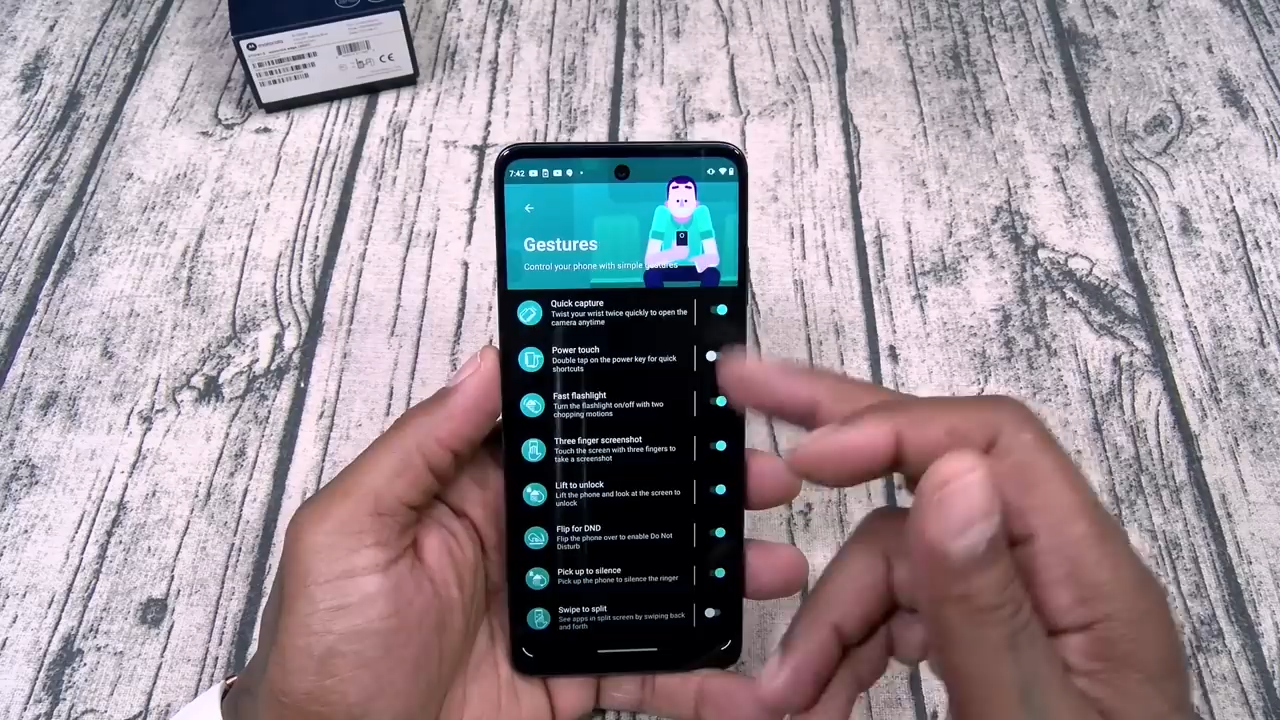 motorola
7:42
Gestures
Control your phone with simple gestures
Quick capture
Twist your wrist twice quickly to open the
camera anytime
Power touch
Double tap on the power key for quick
shortcuts
Fast flashlight
Turn the flashlight on/off with two
chopping motions
Three finger screenshot
Touch the screen with three fingers to
take a screenshot
Lift to unlock
Lift the phone and look at the screen to
unlock
Flip for DND
Flip the phone over to enable Do Not
Disturb
Pick up to silence
Pick up the phone to silence the ringer
Swipe to split
See apps in split screen by swiping back
and forth